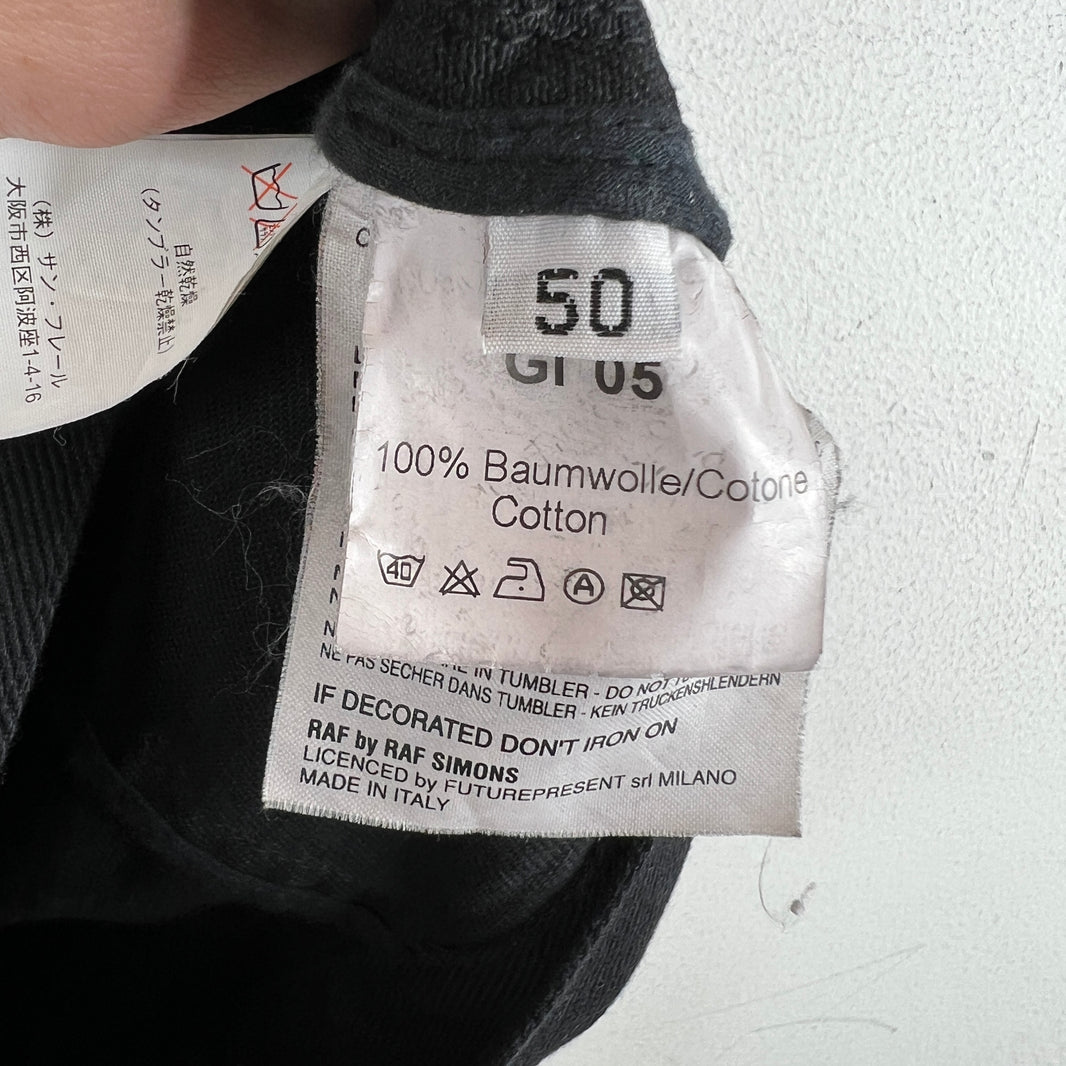 50
GI 05
100% Baumwolle/Cotone
Cotton
40
A
IN TUMBLER - DO NOT
NE PAS SECHER DANS TUMBLER - KEIN TRUCKENSHLENDERN
IF DECORATED DON'T IRON ON
RAF by RAF SIMONS
LICENCED by FUTUREPRESENT srl MILANO
MADE IN ITALY
自然乾燥
(タンブラー乾燥禁止)
(株)サン・フレール
大阪市西区阿波座1-4-16